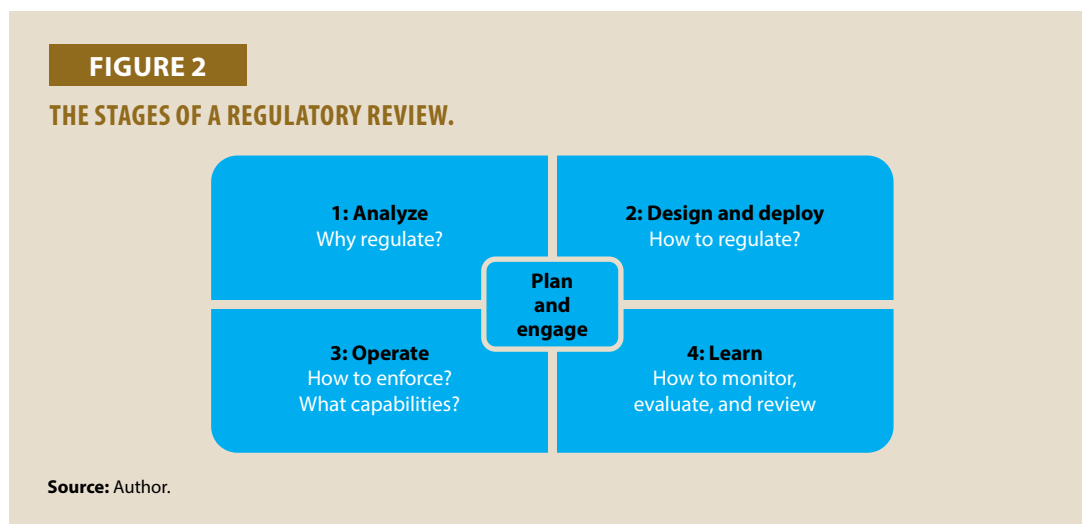 FIGURE 2
THE STAGES OF A REGULATORY REVIEW.
1: Analyze
Why regulate?
2: Design and deploy
How to regulate?
Plan
and
engage
3: Operate
How to enforce?
What capabilities?
4: Learn
How to monitor,
evaluate, and review
Source: Author.